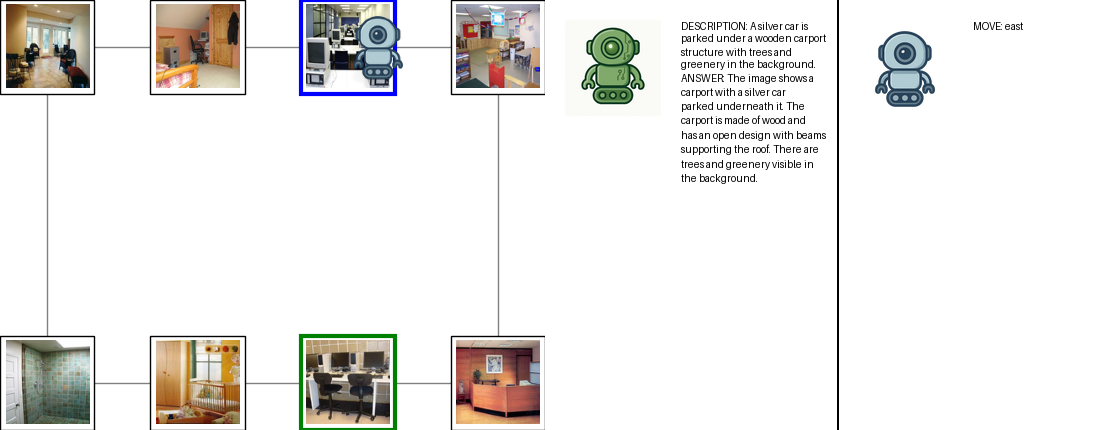 DESCRIPTION: A silver car is
parked under a wooden carport
structure with trees and
greenery in the background.
ANSWER: The image shows a
carport with a silver car
parked underneath it. The
carport is made of wood and
has an open design with beams
supporting the roof. There are
trees and greenery visible in
the background.
MOVE: east